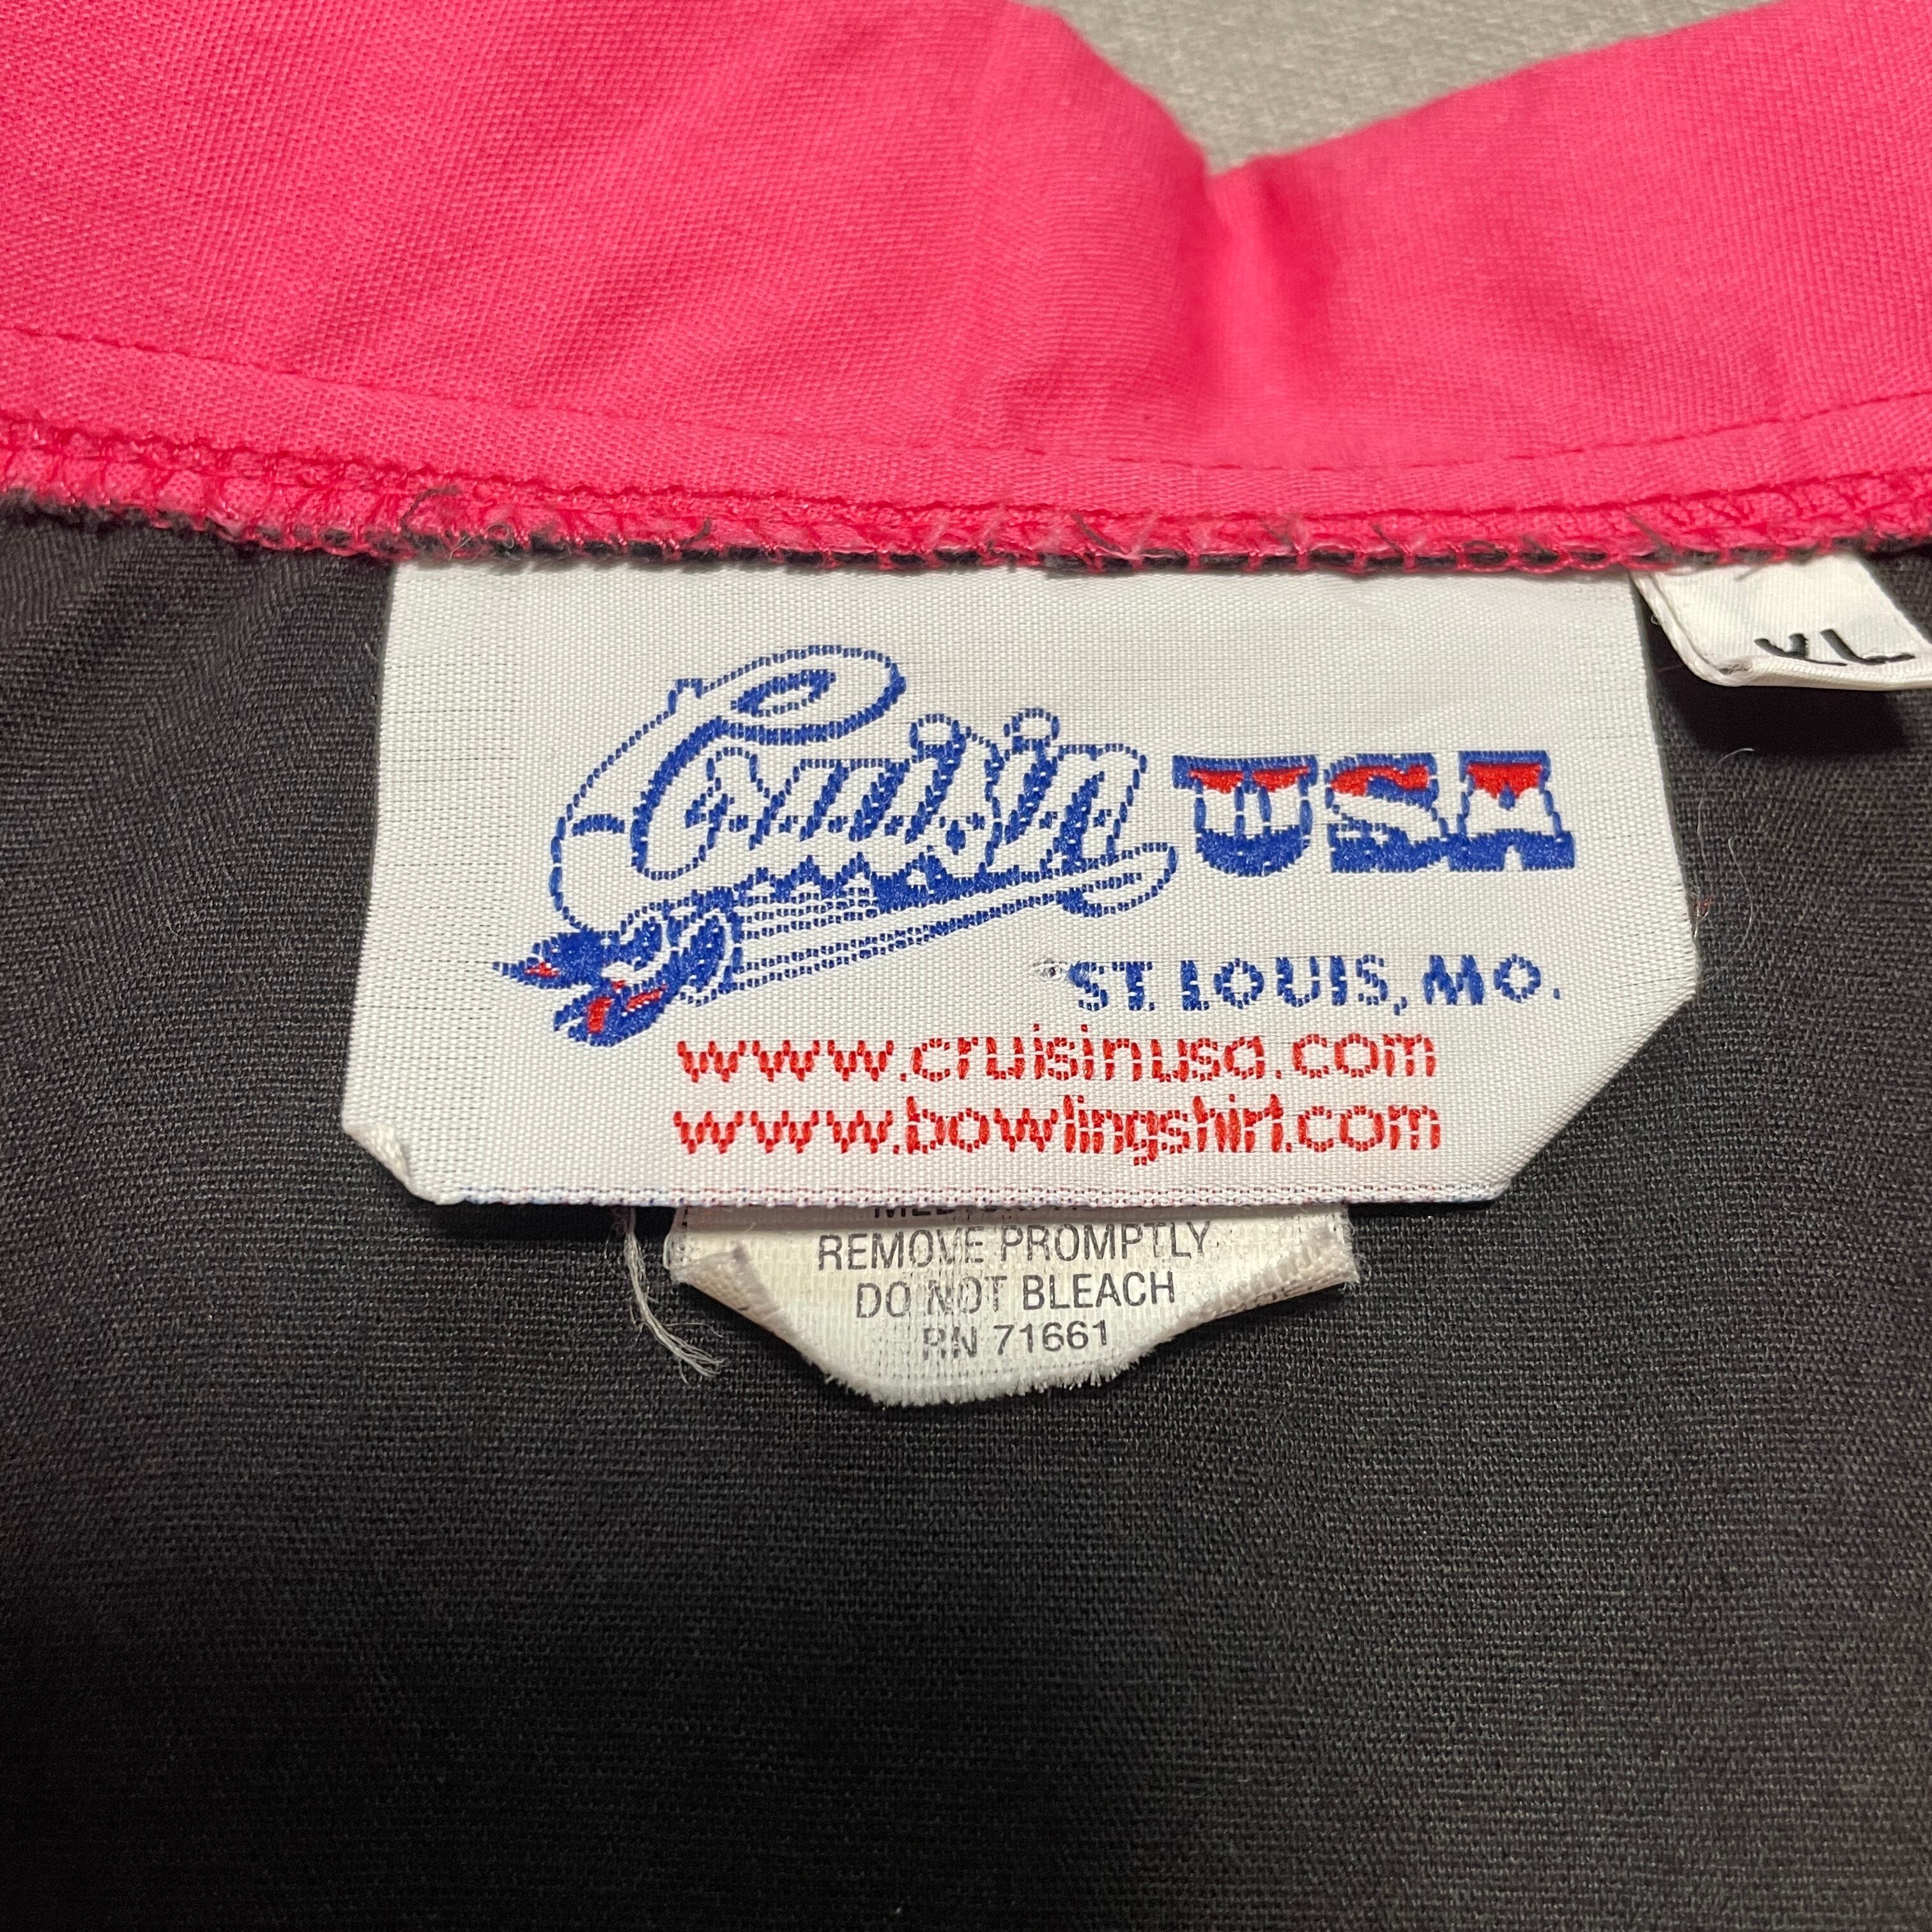 Cruisin USA
XL
ST. LOUIS, MO.
www.cruisinusa.com
www.bowlingshirt.com
REMOVE PROMPTLY
DO NOT BLEACH
RN 71661